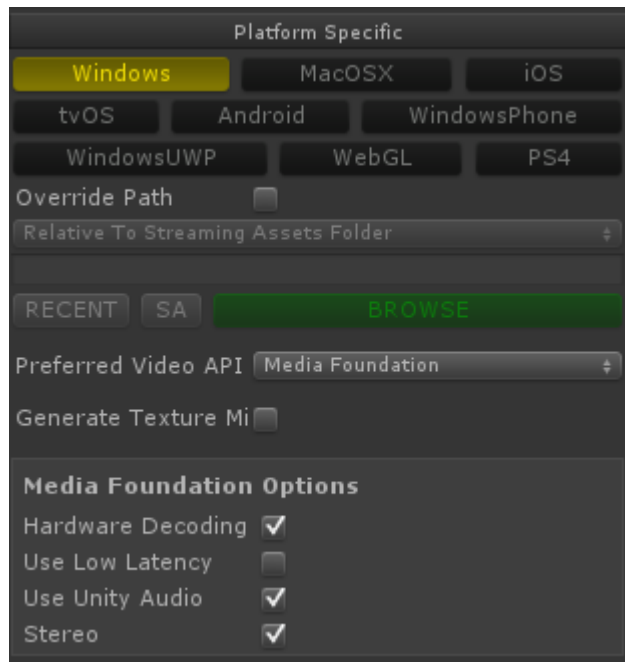 Platform Specific
Windows MacOSX iOS
tvOS Android WindowsPhone
WindowsUWP WebGL PS4
Override Path
Relative To Streaming Assets Folder
RECENT SA BROWSE
Preferred Video API Media Foundation
Generate Texture Mi
Media Foundation Options
Hardware Decoding
Use Low Latency
Use Unity Audio
Stereo